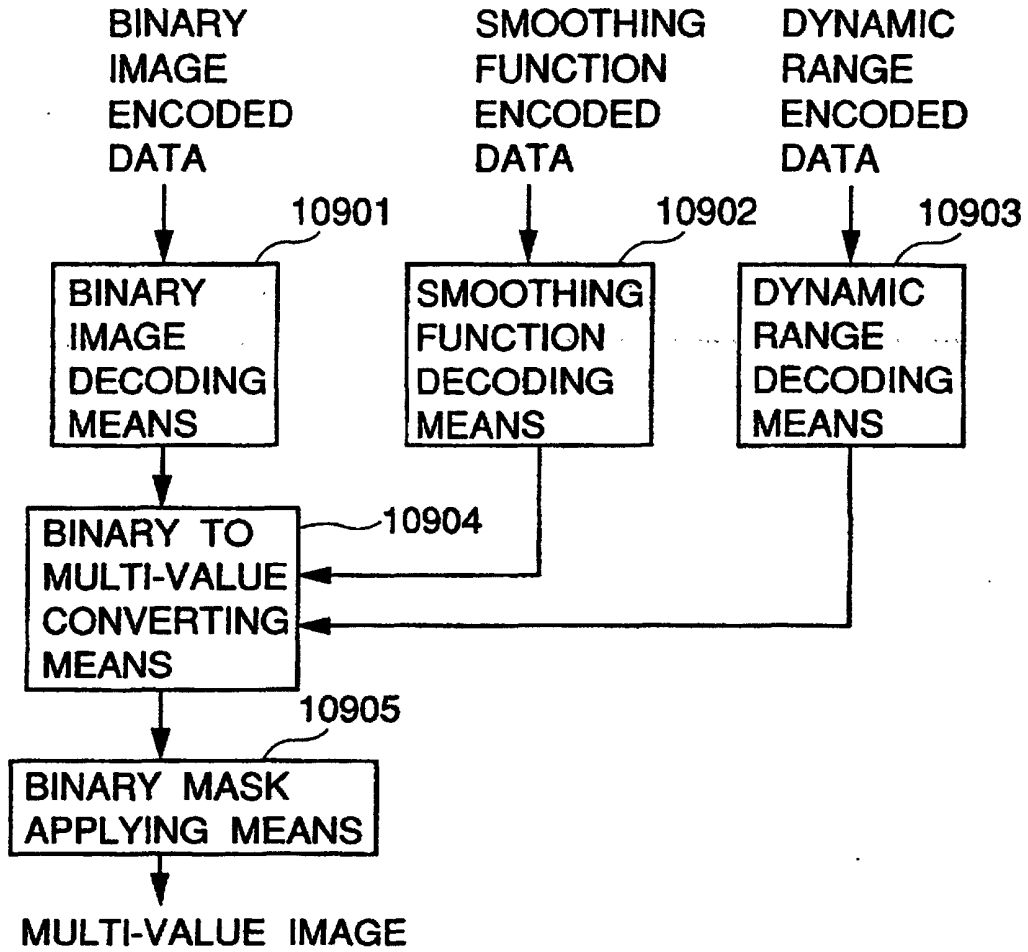 BINARY
IMAGE
ENCODED
DATA
SMOOTHING
FUNCTION
ENCODED
DATA
DYNAMIC
RANGE
ENCODED
DATA
10901
10902
10903
BINARY
IMAGE
DECODING
MEANS
SMOOTHING
FUNCTION
DECODING
MEANS
DYNAMIC
RANGE
DECODING
MEANS
10904
BINARY TO
MULTI-VALUE
CONVERTING
MEANS
10905
BINARY MASK
APPLYING MEANS
MULTI-VALUE IMAGE